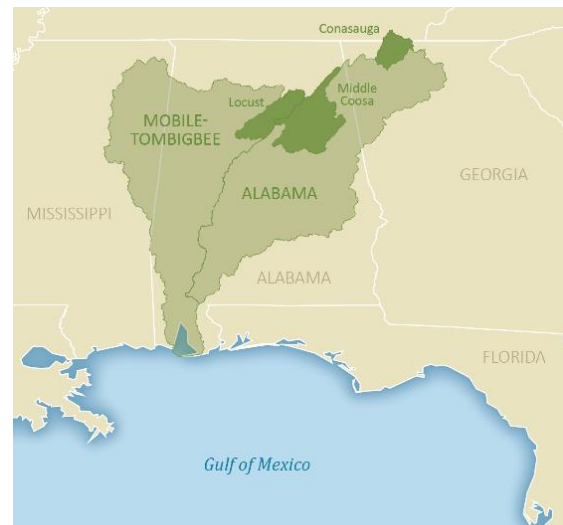 Conasauga
Locust
Middle
Coosa
MOBILE-
TOMBIGBEE
GEORGIA
ALABAMA
MISSISSIPPI
ALABAMA
FLORIDA
Gulf of Mexico